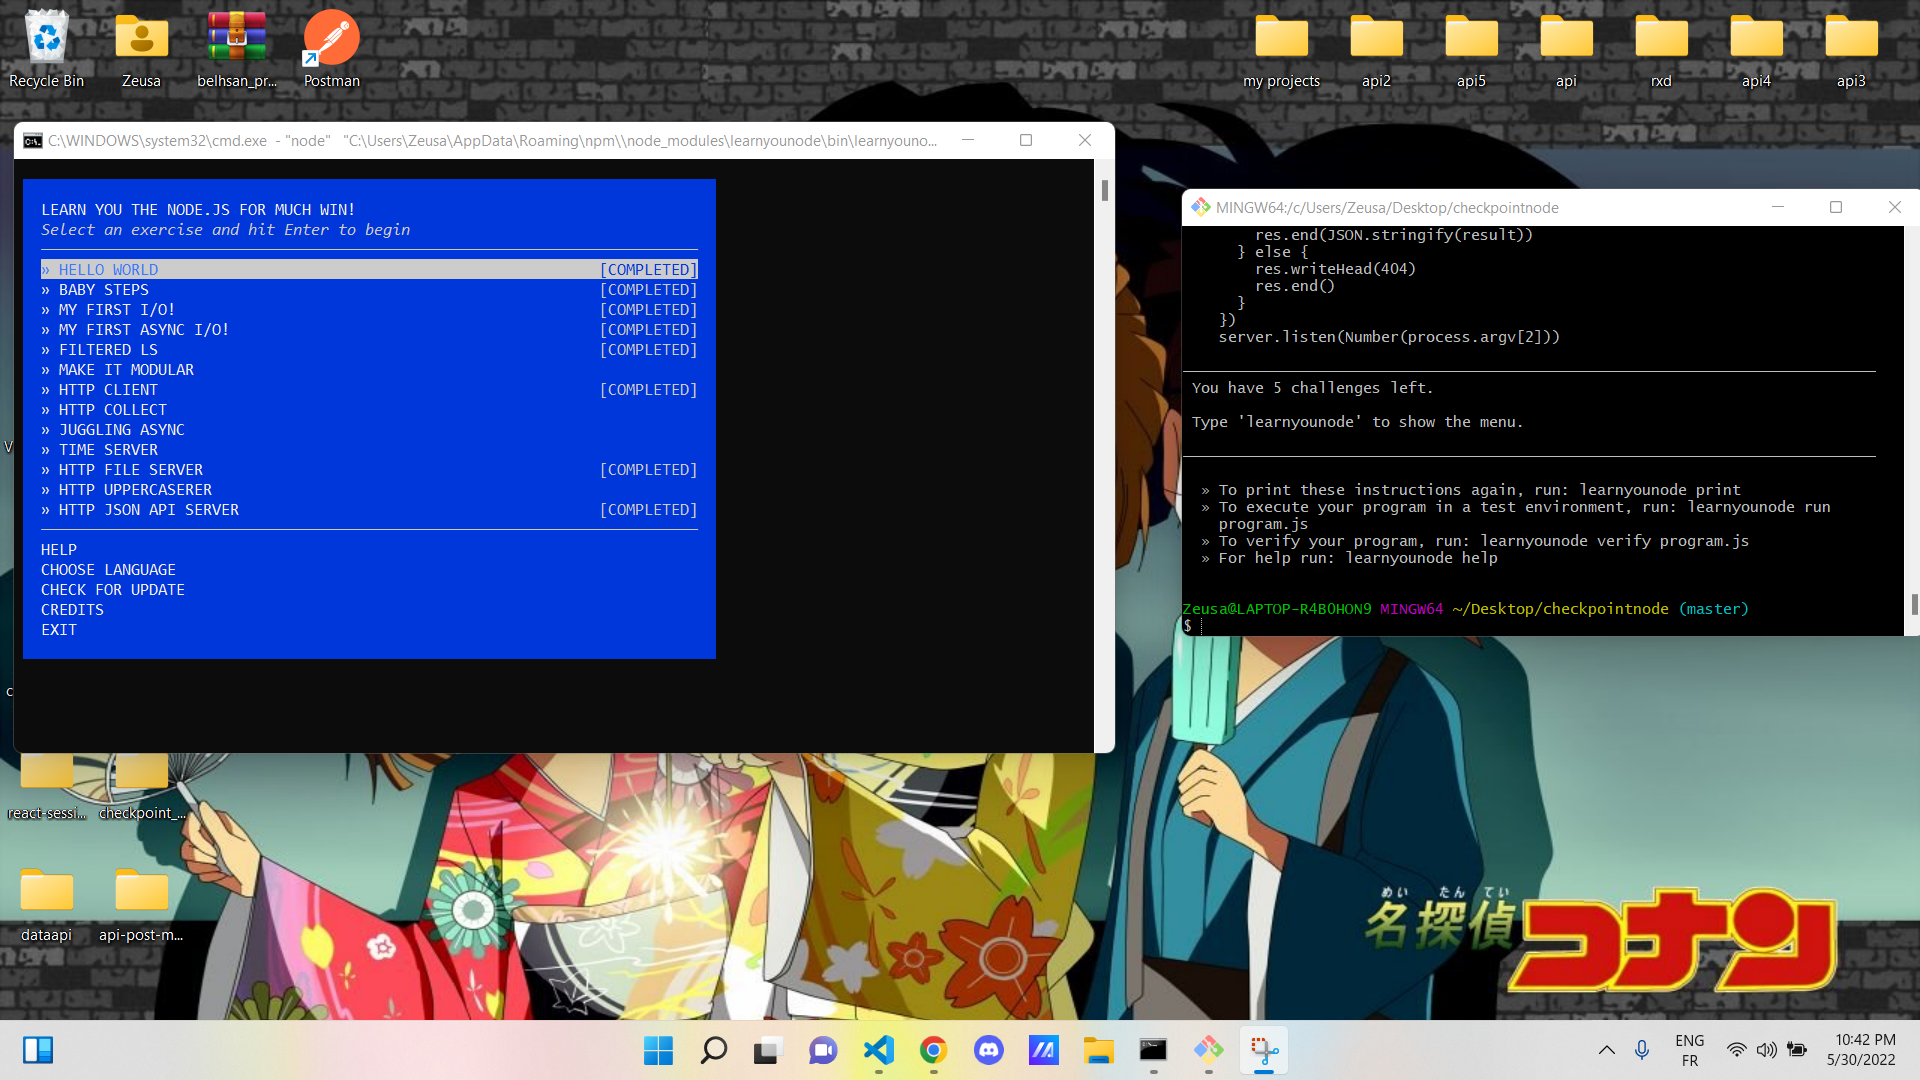 Recycle Bin
Zeusa
belhsan_pr...
Postman
my projects
api2
api5
api
rxd
api4
api3
C:\WINDOWS\system32\cmd.exe - "node" "C:\Users\Zeusa\AppData\Roaming\npm\\node_modules\learnyounode\bin\learnyouno...
LEARN YOU THE NODE.JS FOR MUCH WIN!
Select an exercise and hit Enter to begin
» HELLO WORLD [COMPLETED]
» BABY STEPS [COMPLETED]
» MY FIRST I/O! [COMPLETED]
» MY FIRST ASYNC I/O! [COMPLETED]
» FILTERED LS [COMPLETED]
» MAKE IT MODULAR
» HTTP CLIENT [COMPLETED]
» HTTP COLLECT
» JUGGLING ASYNC
» TIME SERVER
» HTTP FILE SERVER [COMPLETED]
» HTTP UPPERCASERER
» HTTP JSON API SERVER [COMPLETED]
HELP
CHOOSE LANGUAGE
CHECK FOR UPDATE
CREDITS
EXIT
MINGW64:/c/Users/Zeusa/Desktop/checkpointnode
res.end(JSON.stringify(result))
} else {
res.writeHead(404)
res.end()
}
})
server.listen(Number(process.argv[2]))
You have 5 challenges left.
Type 'learnyounode' to show the menu.
» To print these instructions again, run: learnyounode print
» To execute your program in a test environment, run: learnyounode run
program.js
» To verify your program, run: learnyounode verify program.js
» For help run: learnyounode help
Zeusa@LAPTOP-R4BOHON9 MINGW64 ~/Desktop/checkpointnode (master)
$
V
c
react-sessi...
checkpoint_...
dataapi
api-post-m...
めい たん てい
名探偵コナン
ENG
FR
10:42 PM
5/30/2022